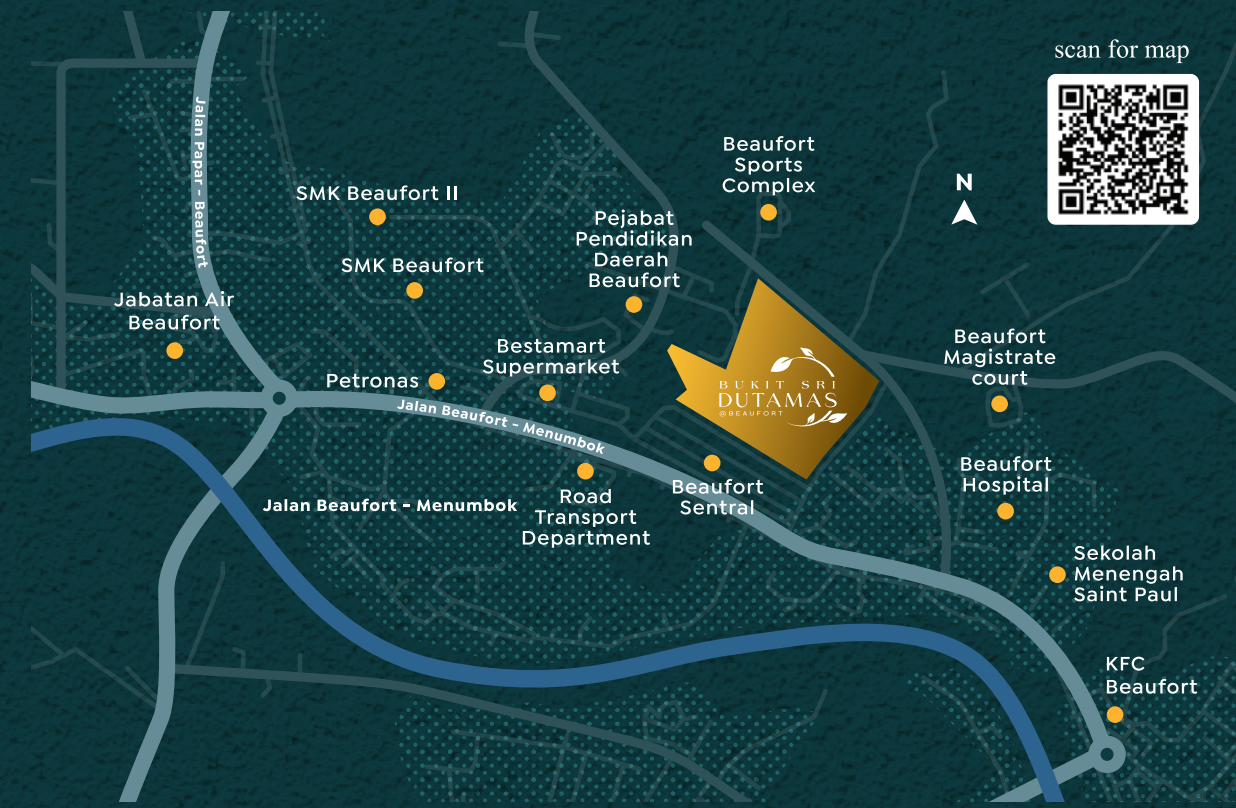 scan for map
N
Jalan Papar - Beaufort
Beaufort
Sports
Complex
SMK Beaufort II
Pejabat
Pendidikan
Daerah
Beaufort
SMK Beaufort
Jabatan Air
Beaufort
Bestamart
Supermarket
Beaufort
Magistrate
court
Petronas
BUKIT SRI
DUTAMAS
@BEAUFORT
Jalan Beaufort - Menumbok
Beaufort
Hospital
Beaufort
Sentral
Jalan Beaufort - Menumbok
Road
Transport
Department
Sekolah
Menengah
Saint Paul
KFC
Beaufort